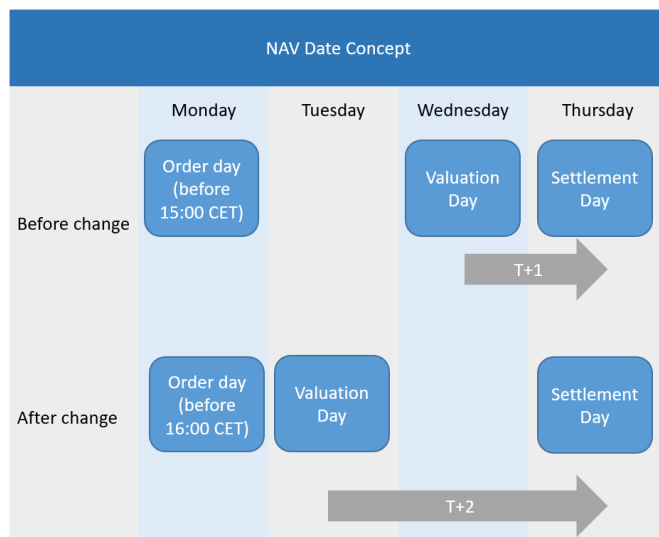 NAV Date Concept
Monday
Tuesday
Wednesday
Thursday
Before change
Order day
(before
15:00 CET)
Valuation
Day
Settlement
Day
T+1
After change
Order day
(before
16:00 CET)
Valuation
Day
Settlement
Day
T+2